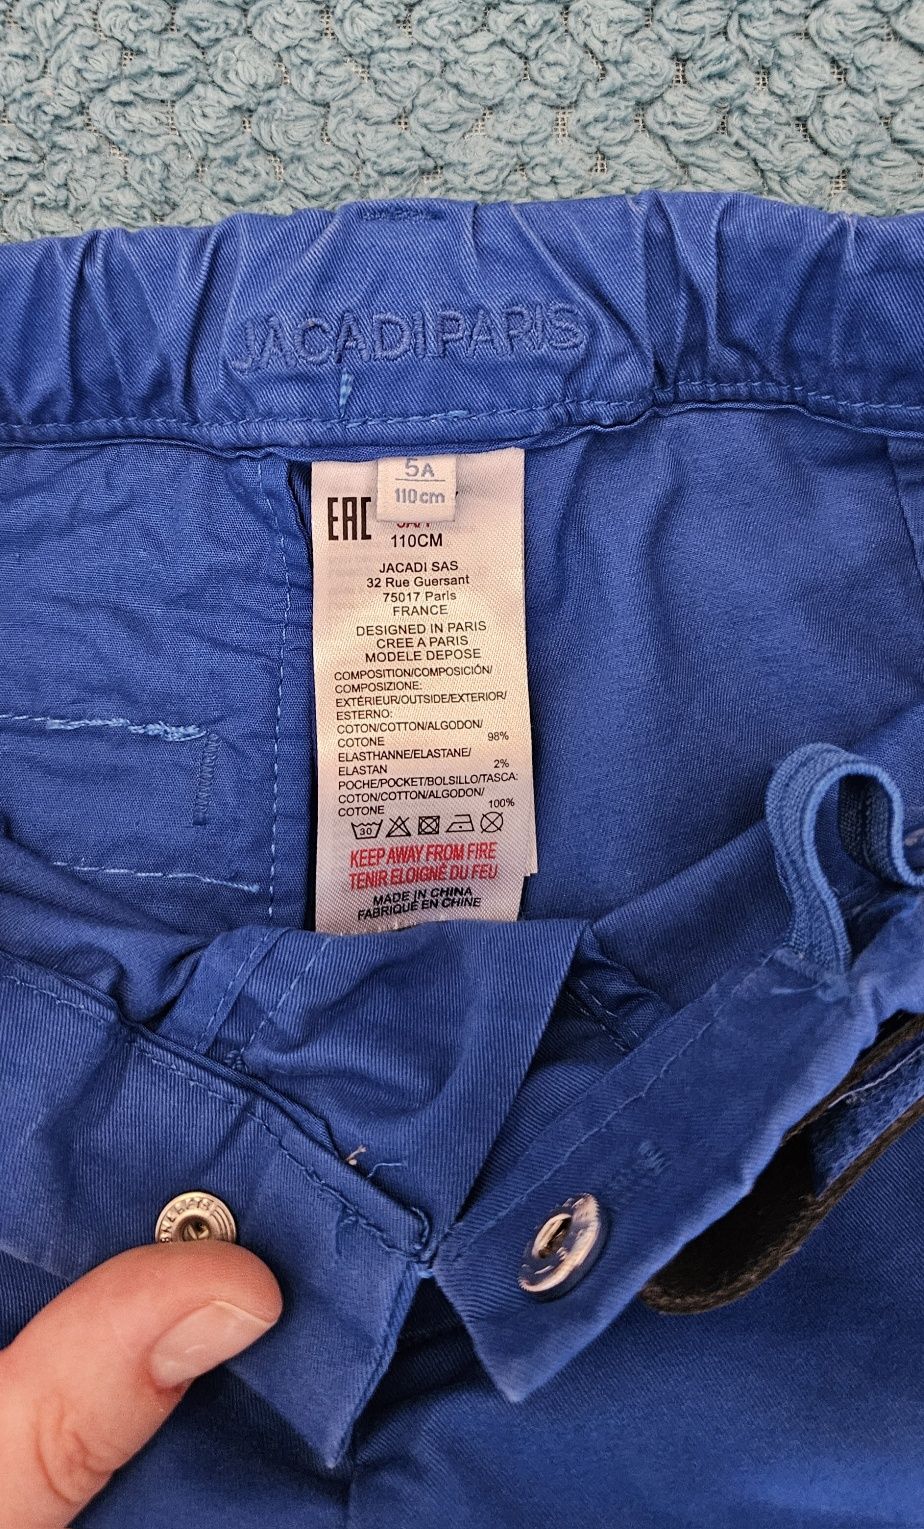 JACADI PARIS
5A
110 cm
EAC
110CM
JACADI SAS
32 Rue Guersant
75017 Paris
FRANCE
DESIGNED IN PARIS
CREE A PARIS
MODELE DEPOSE
COMPOSITION/COMPOSICIÓN/
COMPOSIZIONE:
EXTÉRIEUR/OUTSIDE/EXTERIOR/
ESTERNO:
COTON/COTTON/ALGODON/
COTONE 98%
ELASTHANNE/ELASTANE/
ELASTAN 2%
POCHE/POCKET/BOLSILLO/TASCA:
COTON/COTTON/ALGODON/
COTONE 100%
30
KEEP AWAY FROM FIRE
TENIR ELOIGNÉ DU FEU
MADE IN CHINA
FABRIQUÉ EN CHINE